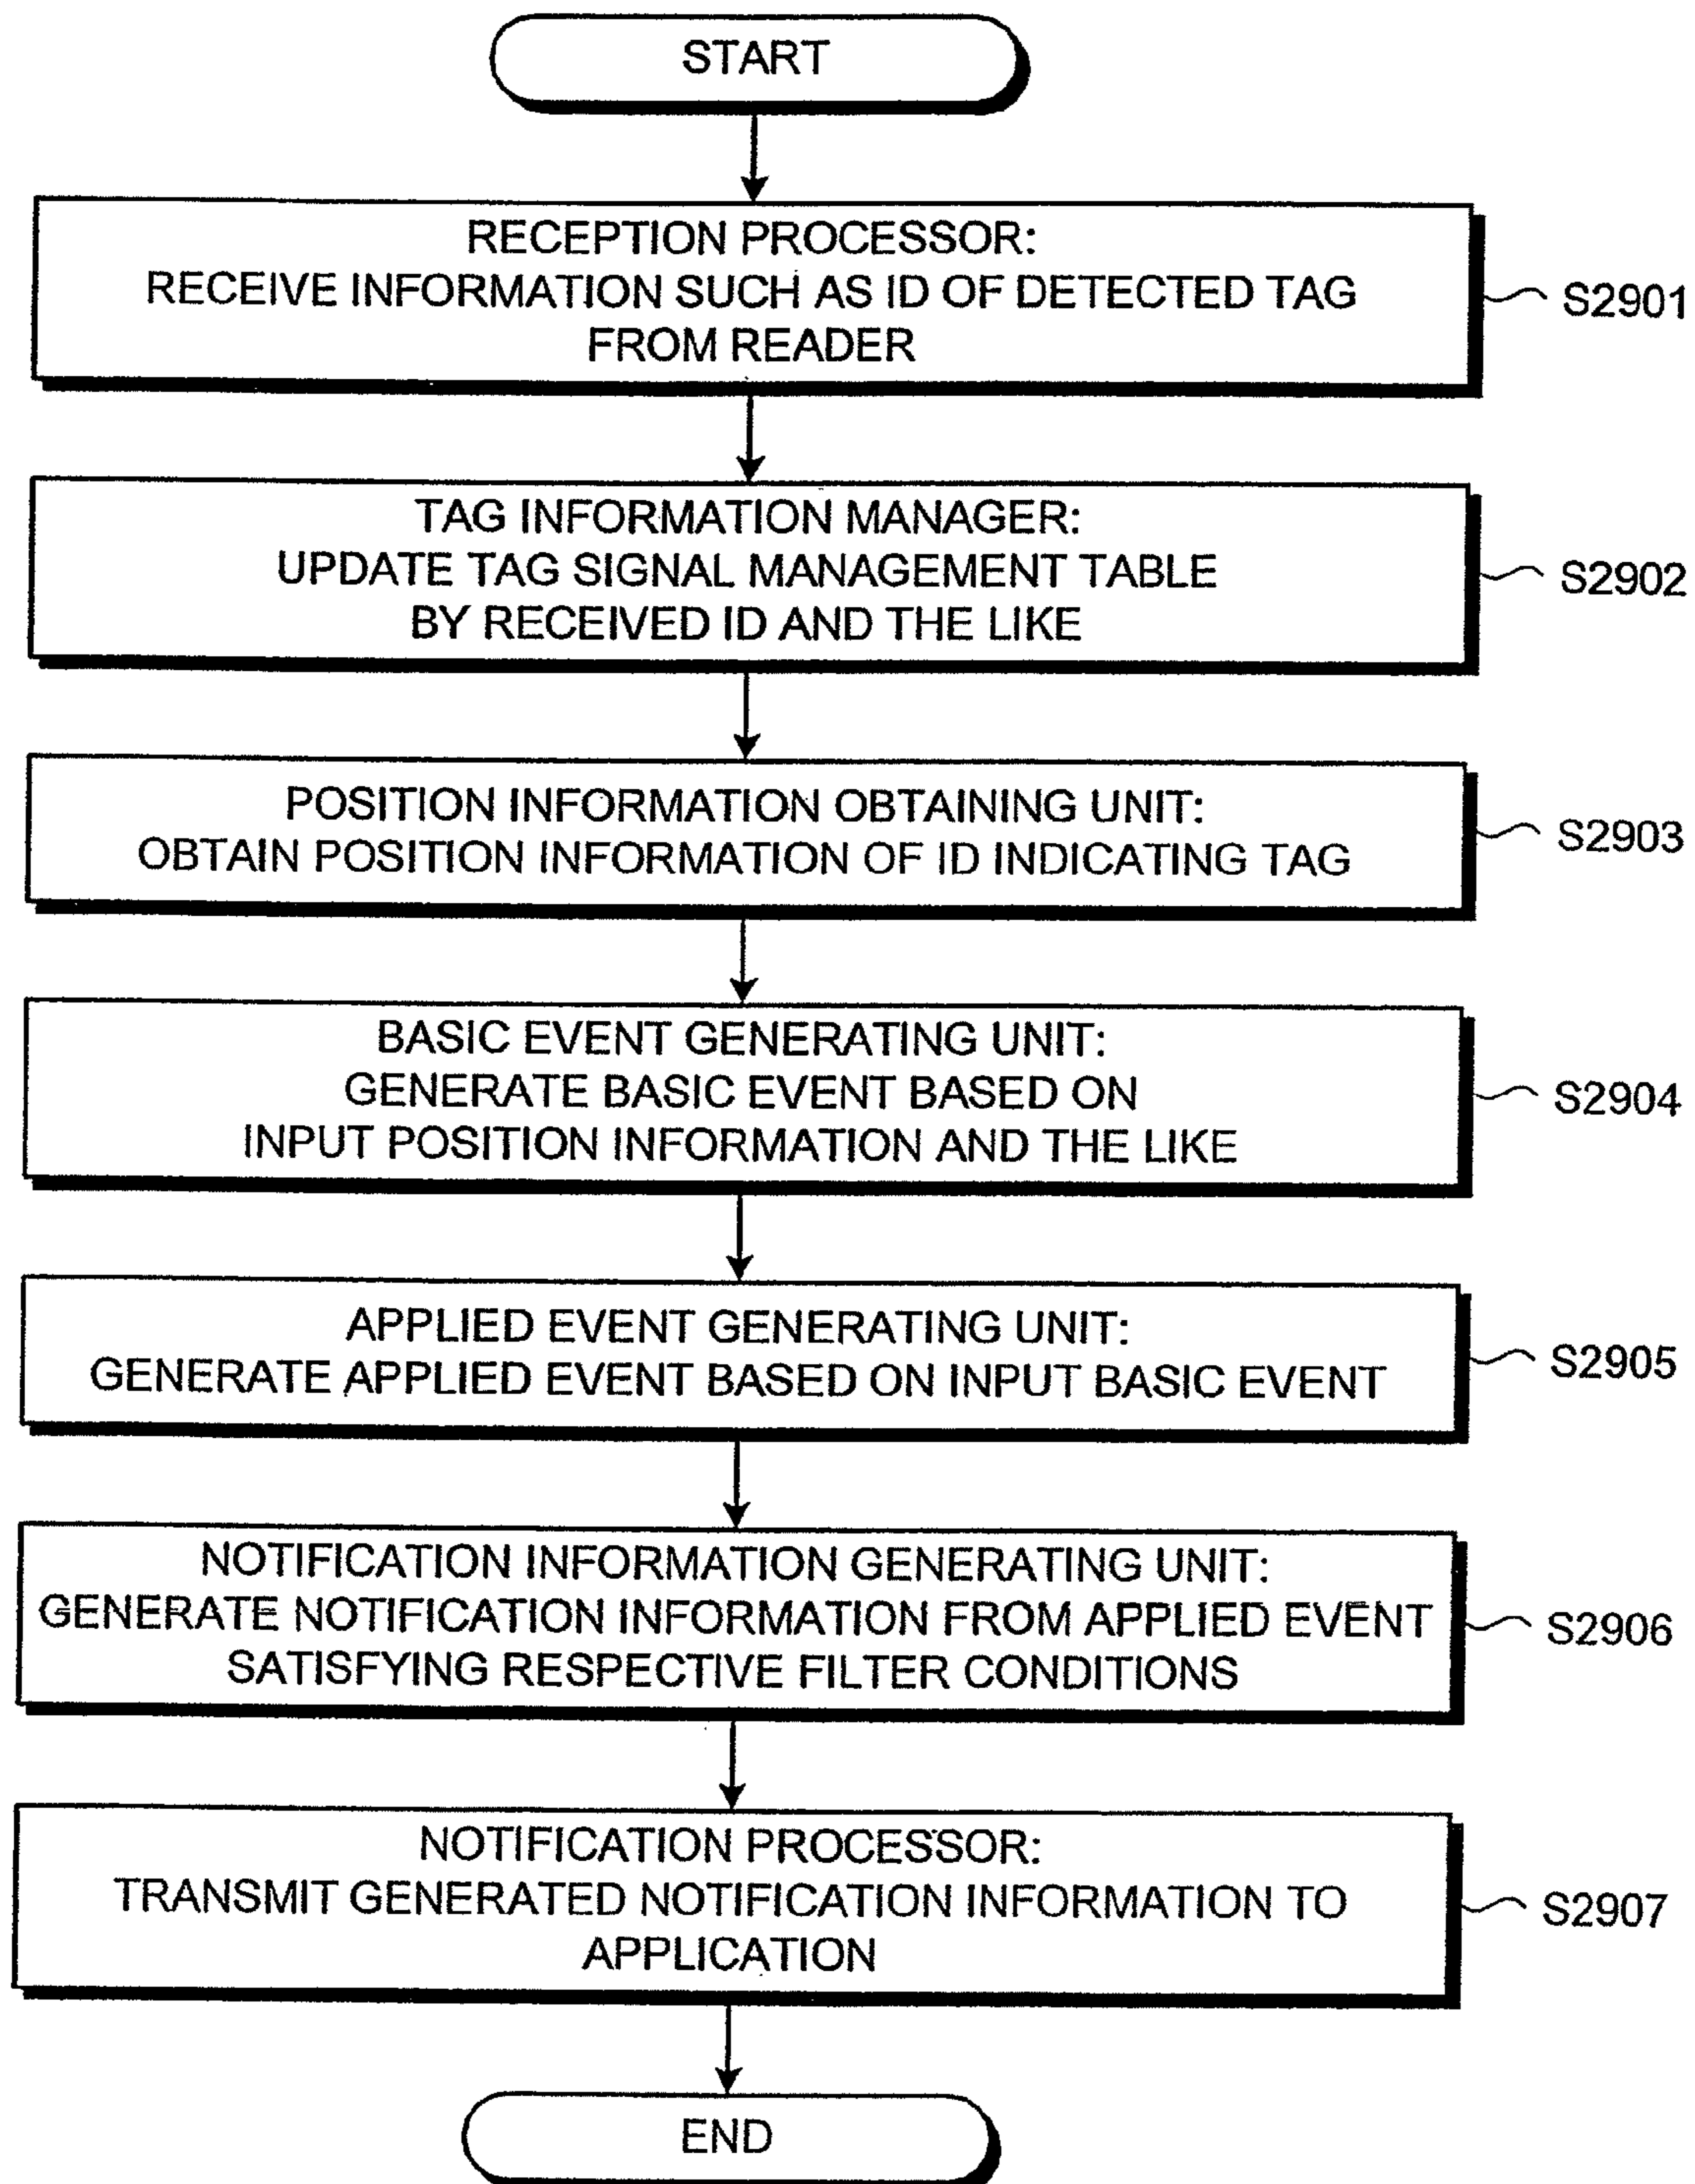 START
RECEPTION PROCESSOR:
RECEIVE INFORMATION SUCH AS ID OF DETECTED TAG
FROM READER
S2901
TAG INFORMATION MANAGER:
UPDATE TAG SIGNAL MANAGEMENT TABLE
BY RECEIVED ID AND THE LIKE
S2902
POSITION INFORMATION OBTAINING UNIT:
OBTAIN POSITION INFORMATION OF ID INDICATING TAG
S2903
BASIC EVENT GENERATING UNIT:
GENERATE BASIC EVENT BASED ON
INPUT POSITION INFORMATION AND THE LIKE
S2904
APPLIED EVENT GENERATING UNIT:
GENERATE APPLIED EVENT BASED ON INPUT BASIC EVENT
S2905
NOTIFICATION INFORMATION GENERATING UNIT:
GENERATE NOTIFICATION INFORMATION FROM APPLIED EVENT
SATISFYING RESPECTIVE FILTER CONDITIONS
S2906
NOTIFICATION PROCESSOR:
TRANSMIT GENERATED NOTIFICATION INFORMATION TO
APPLICATION
S2907
END